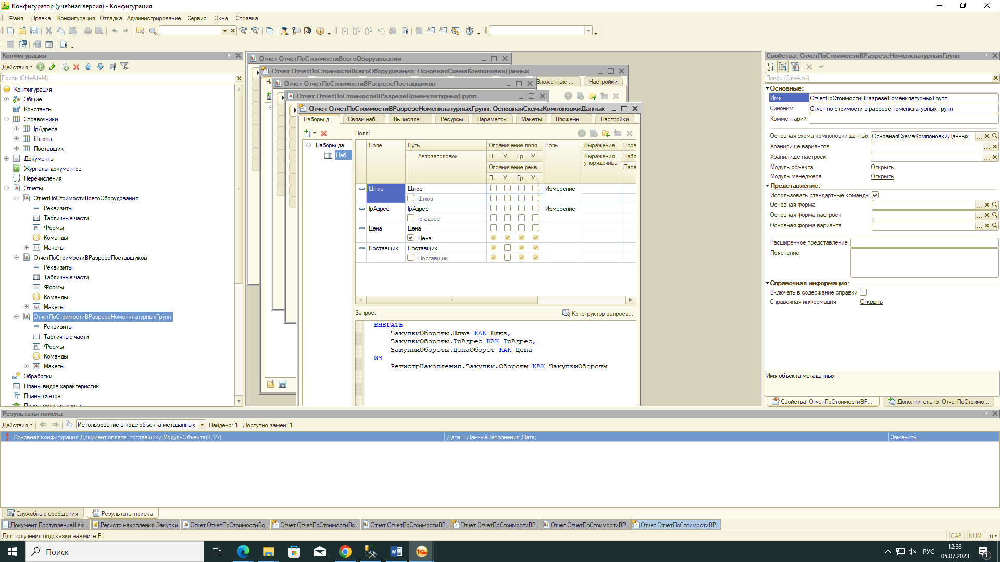 Конфигуратор (учебная версия) - Конфигурация
Файл Правка Конфигурация Отладка Администрирование Сервис Окна Справка
Конфигурация
Действия
Поиск (Ctrl+Alt+M)
Конфигурация
Общие
Константы
Справочники
IpАдреса
Шлюза
Поставщик
Документы
Журналы документов
Перечисления
Отчеты
ОтчетПоСтоимостиВсегоОборудования
Реквизиты
Табличные части
Формы
Команды
Макеты
ОтчетПоСтоимостиВРазрезеПоставщиков
Реквизиты
Табличные части
Формы
Команды
Макеты
ОтчетПоСтоимостиВРазрезеНоменклатурныхГрупп
Реквизиты
Табличные части
Формы
Команды
Макеты
Обработки
Планы видов характеристик
Планы счетов
Планы видов расчета
Отчет ОтчетПоСтоимостиВсегоОборудования
Отчет ОтчетПоСтоимостиВсегоОборудования: ОсновнаяСхемаКомпоновкиДанных
На Вложенные ... Настройки
Отчет ОтчетПоСтоимостиВРазрезеПоставщиков
Отчет ОтчетПоСтоимостиВРазрезеНоменклатурныхГрупп
Отчет ОтчетПоСтоимостиВРазрезеНоменклатурныхГрупп: ОсновнаяСхемаКомпоновкиДанных
Наборы д... Связи наб... Вычисляе... Ресурсы Параметры Макеты Вложенн... Настройки
Поля:
Наборы да...
Наб...
Поле Путь Ограничение поля Роль Выражение... Пров
Автозаголовок П... У... Гр... У... Выражения упорядочива Набо
Ограничение рекв... Пара
П... У... Гр... У...
Шлюз Шлюз Измерение
Шлюз
IpАдрес IpАдрес Измерение
Ip адрес
Цена Цена
Цена
Поставщик Поставщик
Поставщик
Запрос: Конструктор запроса...
ВЫБРАТЬ
ЗакупкиОбороты.Шлюз КАК Шлюз,
ЗакупкиОбороты.IpАдрес КАК IpАдрес,
ЗакупкиОбороты.ЦенаОборот КАК Цена
ИЗ
РегистрНакопления.Закупки.Обороты КАК ЗакупкиОбороты
Свойства: ОтчетПоСтоимостиВРазрезеНоменклатурныхГрупп
Поиск (Ctrl+Alt+I)
Основные:
Имя ОтчетПоСтоимостиВРазрезеНоменклатурныхГрупп
Синоним Отчет по стоимости в разрезе номенклатурных групп
Комментарий
Основная схема компоновки данных ОсновнаяСхемаКомпоновкиДанных
Хранилище вариантов
Хранилище настроек
Модуль объекта Открыть
Модуль менеджера Открыть
Представление:
Использовать стандартные команды
Основная форма
Основная форма настроек
Основная форма варианта
Расширенное представление
Пояснение
Справочная информация:
Включать в содержание справки
Справочная информация Открыть
Имя объекта метаданных
Свойства: ОтчетПоСтоимостиВР... Дополнительно: ОтчетПоСтоимо...
Результаты поиска
Действия Использование в коде объекта метаданных Найдено: 1 Доступно замен: 1
Основная конфигурация Документ.оплата_поставщику.МодульОбъекта(8, 27) Дата = ДанныеЗаполнения.Дата; Заменить...
Служебные сообщения Результаты поиска
Документ ПоступлениеШлю... Регистр накопления Закупки Отчет ОтчетПоСтоимостиВс... Отчет ОтчетПоСтоимостиВс... Отчет ОтчетПоСтоимостиВР... Отчет ОтчетПоСтоимостиВР... Отчет ОтчетПоСтоимостиВР... Отчет ОтчетПоСтоимостиВР...
Для получения подсказки нажмите F1 CAP NUM ru
Поиск РУС 12:33
05.07.2023
1